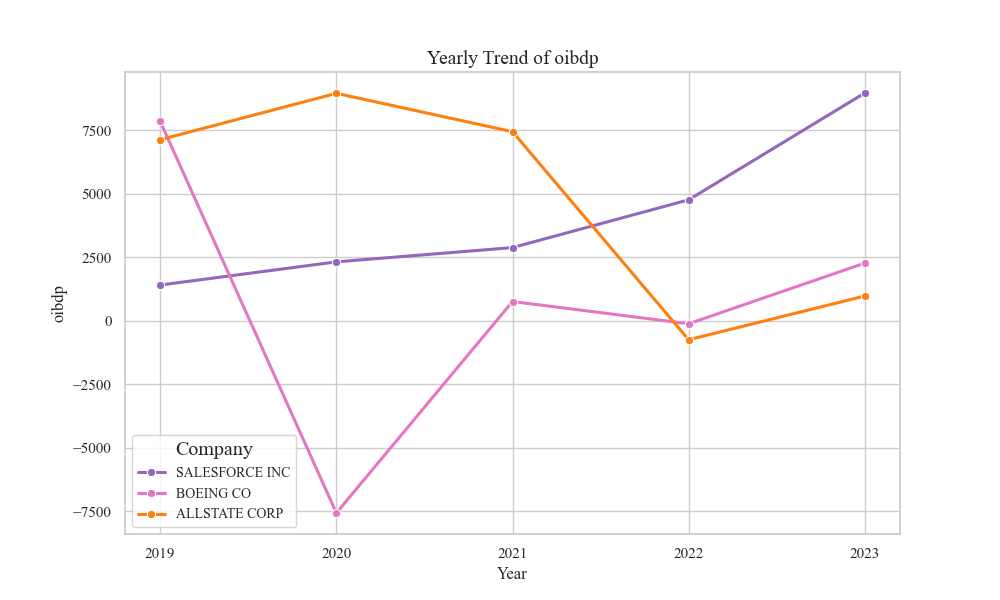 Yearly Trend of oibdp
oibdp
7500
5000
2500
0
−2500
−5000
−7500
Company
SALESFORCE INC
BOEING CO
ALLSTATE CORP
2019 2020 2021 2022 2023
Year